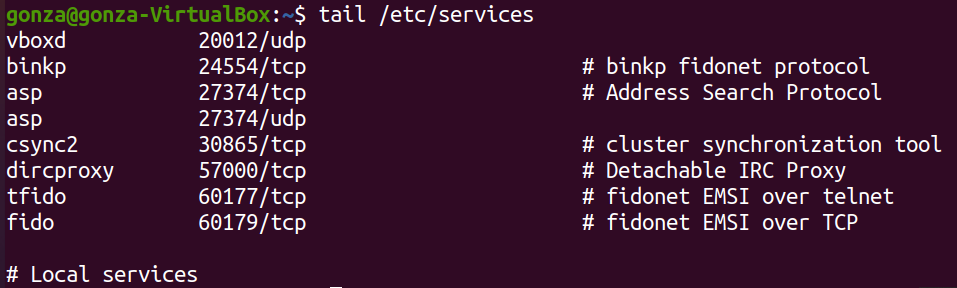 gonza@gonza-VirtualBox:~$ tail /etc/services
vboxd 20012/udp
binkp 24554/tcp # binkp fidonet protocol
asp 27374/tcp # Address Search Protocol
asp 27374/udp
csync2 30865/tcp # cluster synchronization tool
dircproxy 57000/tcp # Detachable IRC Proxy
tfido 60177/tcp # fidonet EMSI over telnet
fido 60179/tcp # fidonet EMSI over TCP
# Local services